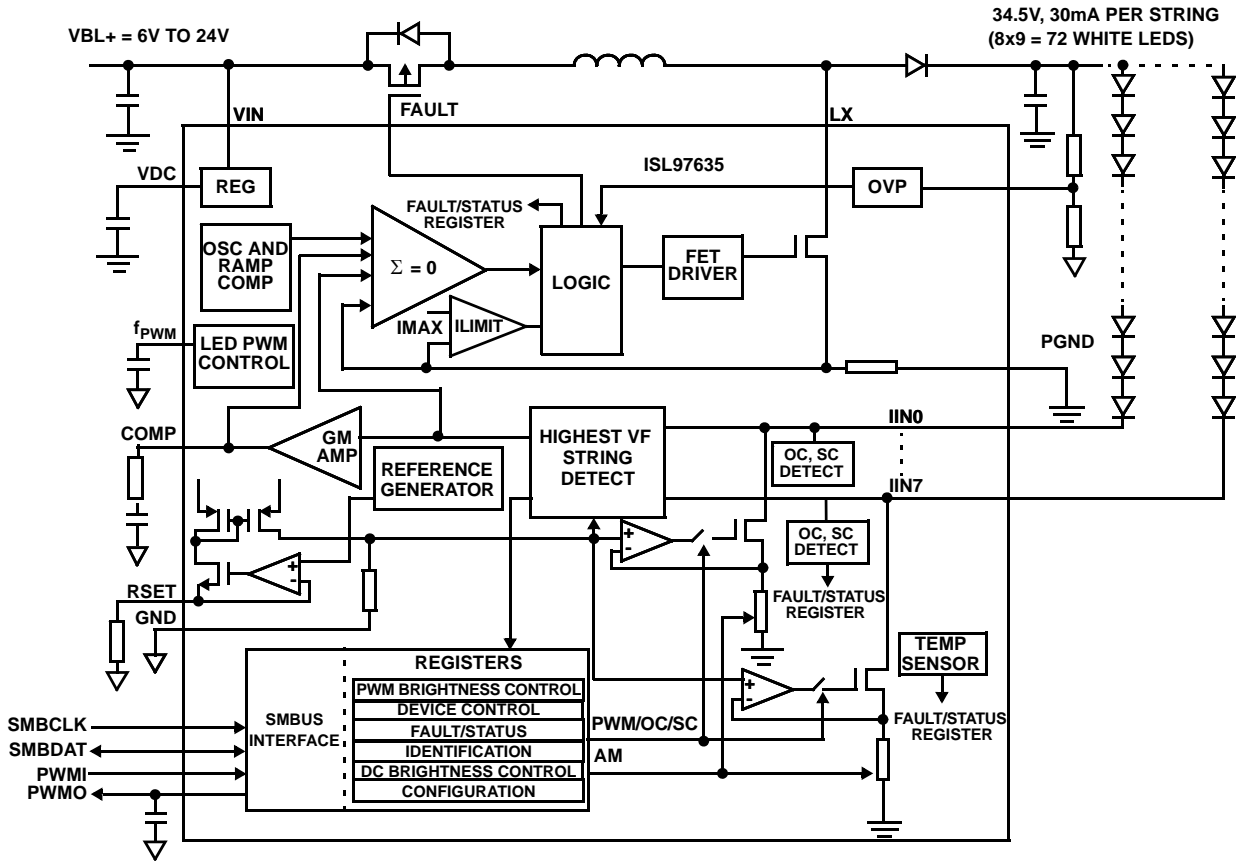 34.5V, 30mA PER STRING
(8x9 = 72 WHITE LEDS)
VBL+ = 6V TO 24V
FAULT
VIN
LX
VDC
REG
ISL97635
OVP
FAULT/STATUS
REGISTER
OSC AND
RAMP
COMP
Σ = 0
LOGIC
FET
DRIVER
IMAX
ILIMIT
fPWM
LED PWM
CONTROL
PGND
COMP
GM
AMP
HIGHEST VF
STRING
DETECT
IIN0
OC, SC
DETECT
REFERENCE
GENERATOR
IIN7
+
-
OC, SC
DETECT
+
-
FAULT/STATUS
REGISTER
RSET
GND
TEMP
SENSOR
REGISTERS
+
-
PWM BRIGHTNESS CONTROL
DEVICE CONTROL
FAULT/STATUS
REGISTER
SMBUS
INTERFACE
FAULT/STATUS
PWM/OC/SC
IDENTIFICATION
AM
DC BRIGHTNESS CONTROL
CONFIGURATION
SMBCLK
SMBDAT
PWMI
PWMO